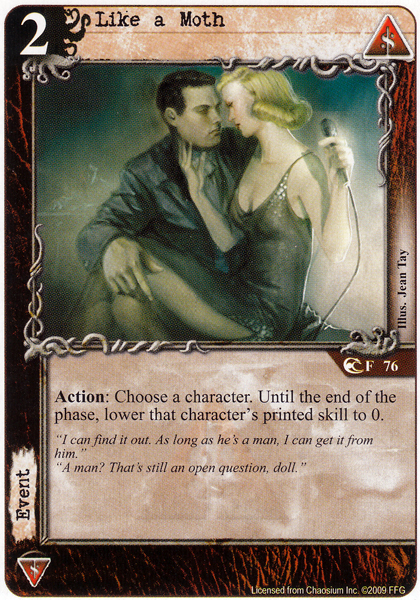 2
Like a Moth
Illus. Jean Tay
F 76
Action: Choose a character. Until the end of the
phase, lower that character's printed skill to 0.
"I can find it out. As long as he's a man, I can get it from
him."
"A man? That's still an open question, doll."
Event
Licensed from Chaosium Inc. ©2009 FFG